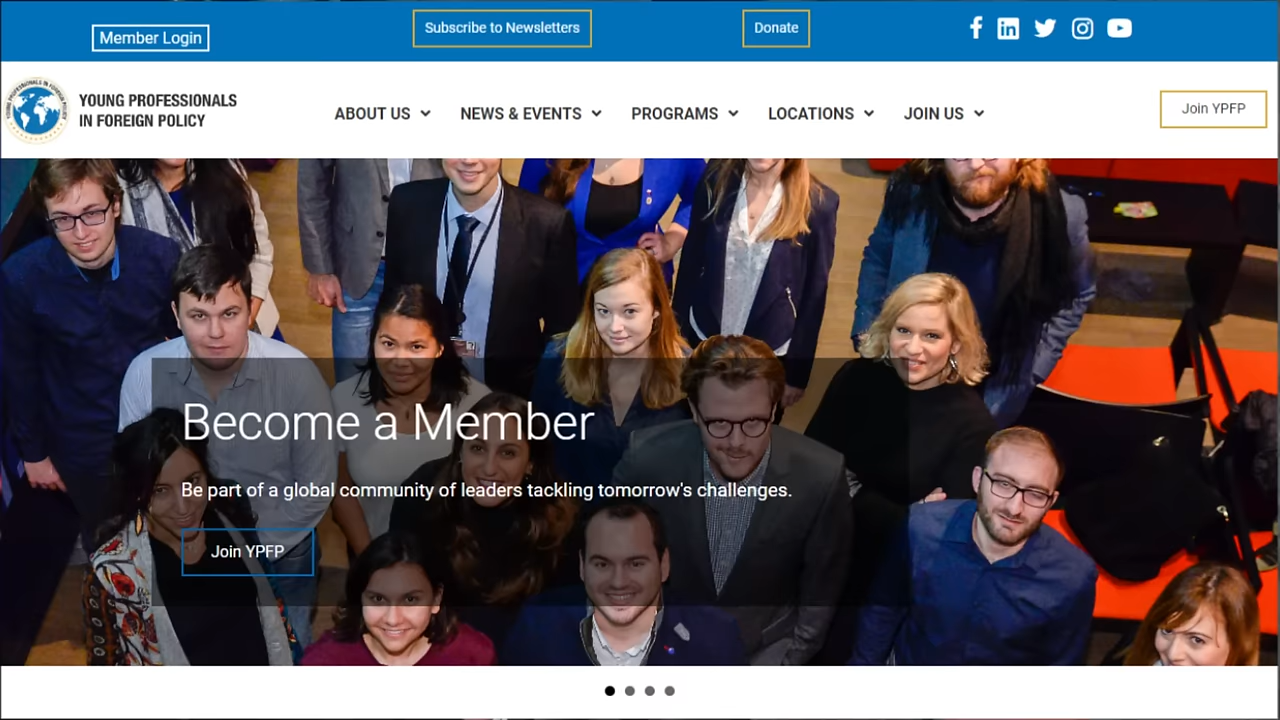 Member Login
Subscribe to Newsletters
Donate
YOUNG PROFESSIONALS
IN FOREIGN POLICY
ABOUT US
NEWS & EVENTS
PROGRAMS
LOCATIONS
JOIN US
Join YPFP
Become a Member
Be part of a global community of leaders tackling tomorrow's challenges.
Join YPFP